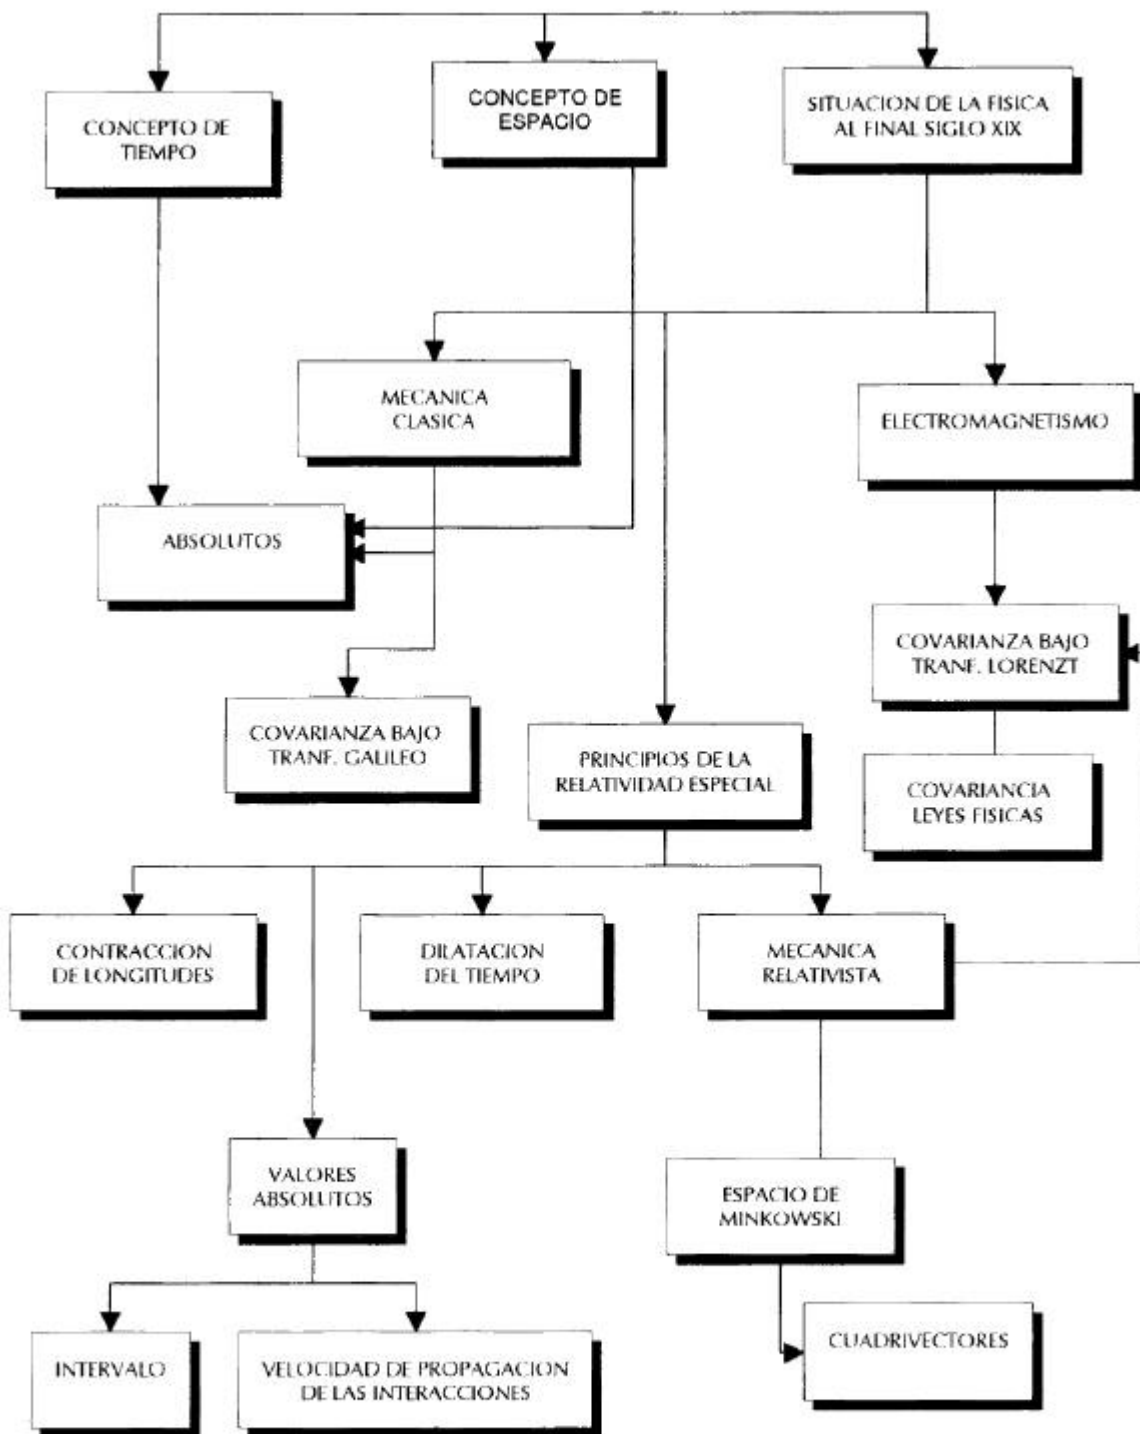 CONCEPTO DE
TIEMPO
CONCEPTO DE
ESPACIO
SITUACION DE LA FISICA
AL FINAL SIGLO XIX
MECANICA
CLASICA
ELECTROMAGNETISMO
ABSOLUTOS
COVARIANZA BAJO
TRANF. LORENZT
COVARIANZA BAJO
TRANF. GALILEO
PRINCIPIOS DE LA
RELATIVIDAD ESPECIAL
COVARIANCIA
LEYES FISICAS
CONTRACCION
DE LONGITUDES
DILATACION
DEL TIEMPO
MECANICA
RELATIVISTA
VALORES
ABSOLUTOS
ESPACIO DE
MINKOWSKI
INTERVALO
VELOCIDAD DE PROPAGACION
DE LAS INTERACCIONES
CUADRIVECTORES